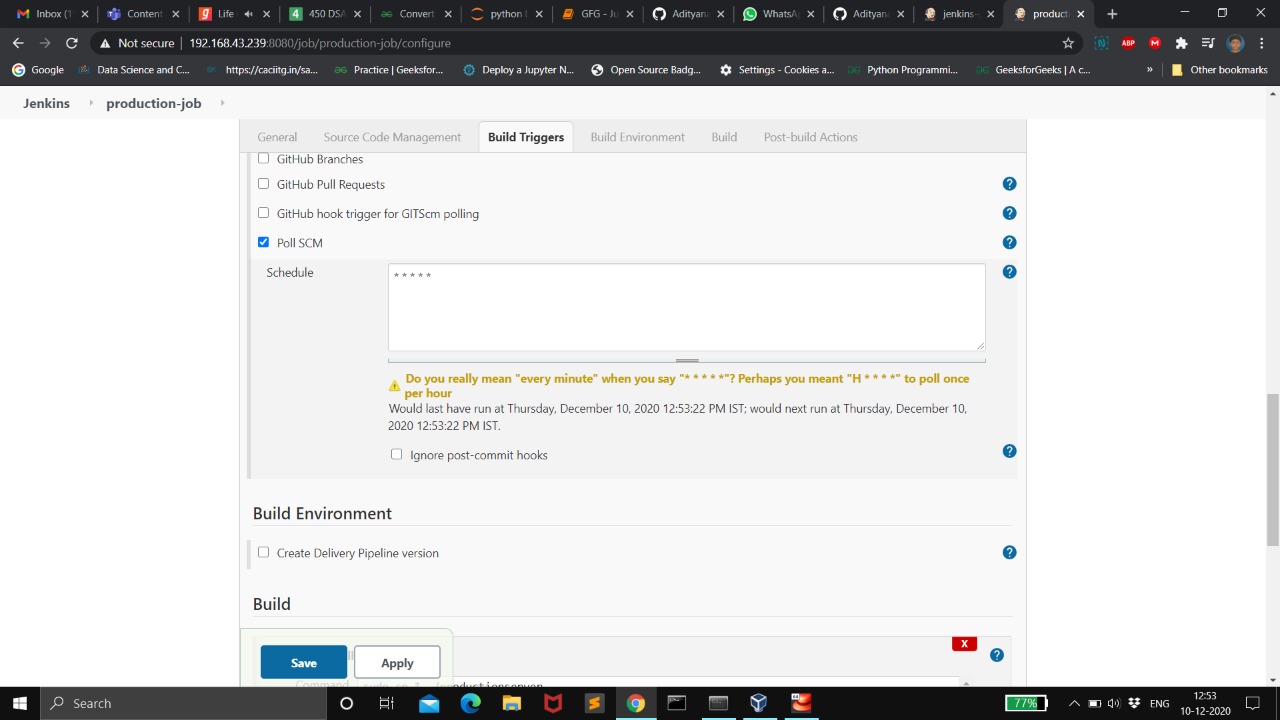 Inbox (1
Content
Life
450 DSA
Convert
python l
GFG - Ju
Adityana
WhatsA
Adityana
jenkins-
product
Not secure
192.168.43.239:8080/job/production-job/configure
ABP
Google
Data Science and C...
https://caciitg.in/sa...
Practice | Geeksfor...
Deploy a Jupyter N...
Open Source Badg...
Settings - Cookies a...
Python Programmi...
GeeksforGeeks | A c...
»
Other bookmarks
Jenkins
production-job
General
Source Code Management
Build Triggers
Build Environment
Build
Post-build Actions
GitHub Branches
GitHub Pull Requests
GitHub hook trigger for GITScm polling
Poll SCM
Schedule
* * * * *
Do you really mean "every minute" when you say "* * * * *"? Perhaps you meant "H * * * *" to poll once
per hour
Would last have run at Thursday, December 10, 2020 12:53:22 PM IST; would next run at Thursday, December 10,
2020 12:53:22 PM IST.
Ignore post-commit hooks
Build Environment
Create Delivery Pipeline version
Build
X
Save
Apply
Command
Search
77%
ENG
12:53
10-12-2020